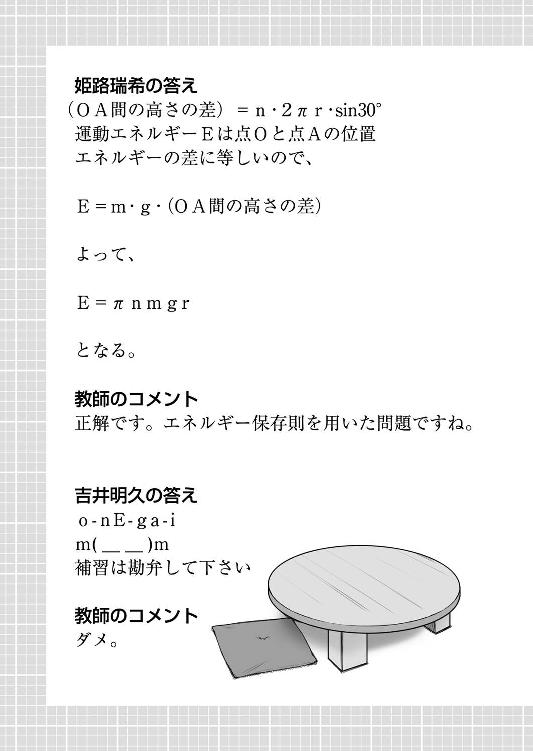 姫路瑞希の答え
（ＯＡ間の高さの差）＝ｎ·２πｒ·sin30°
運動エネルギーＥは点Ｏと点Ａの位置
エネルギーの差に等しいので、
Ｅ＝ｍ·ｇ·（ＯＡ間の高さの差）
よって、
Ｅ＝πｎｍｇｒ
となる。
教師のコメント
正解です。エネルギー保存則を用いた問題ですね。
吉井明久の答え
ｏ-ｎＥ-ｇａ-ｉ
ｍ(＿＿)ｍ
補習は勘弁して下さい
教師のコメント
ダメ。